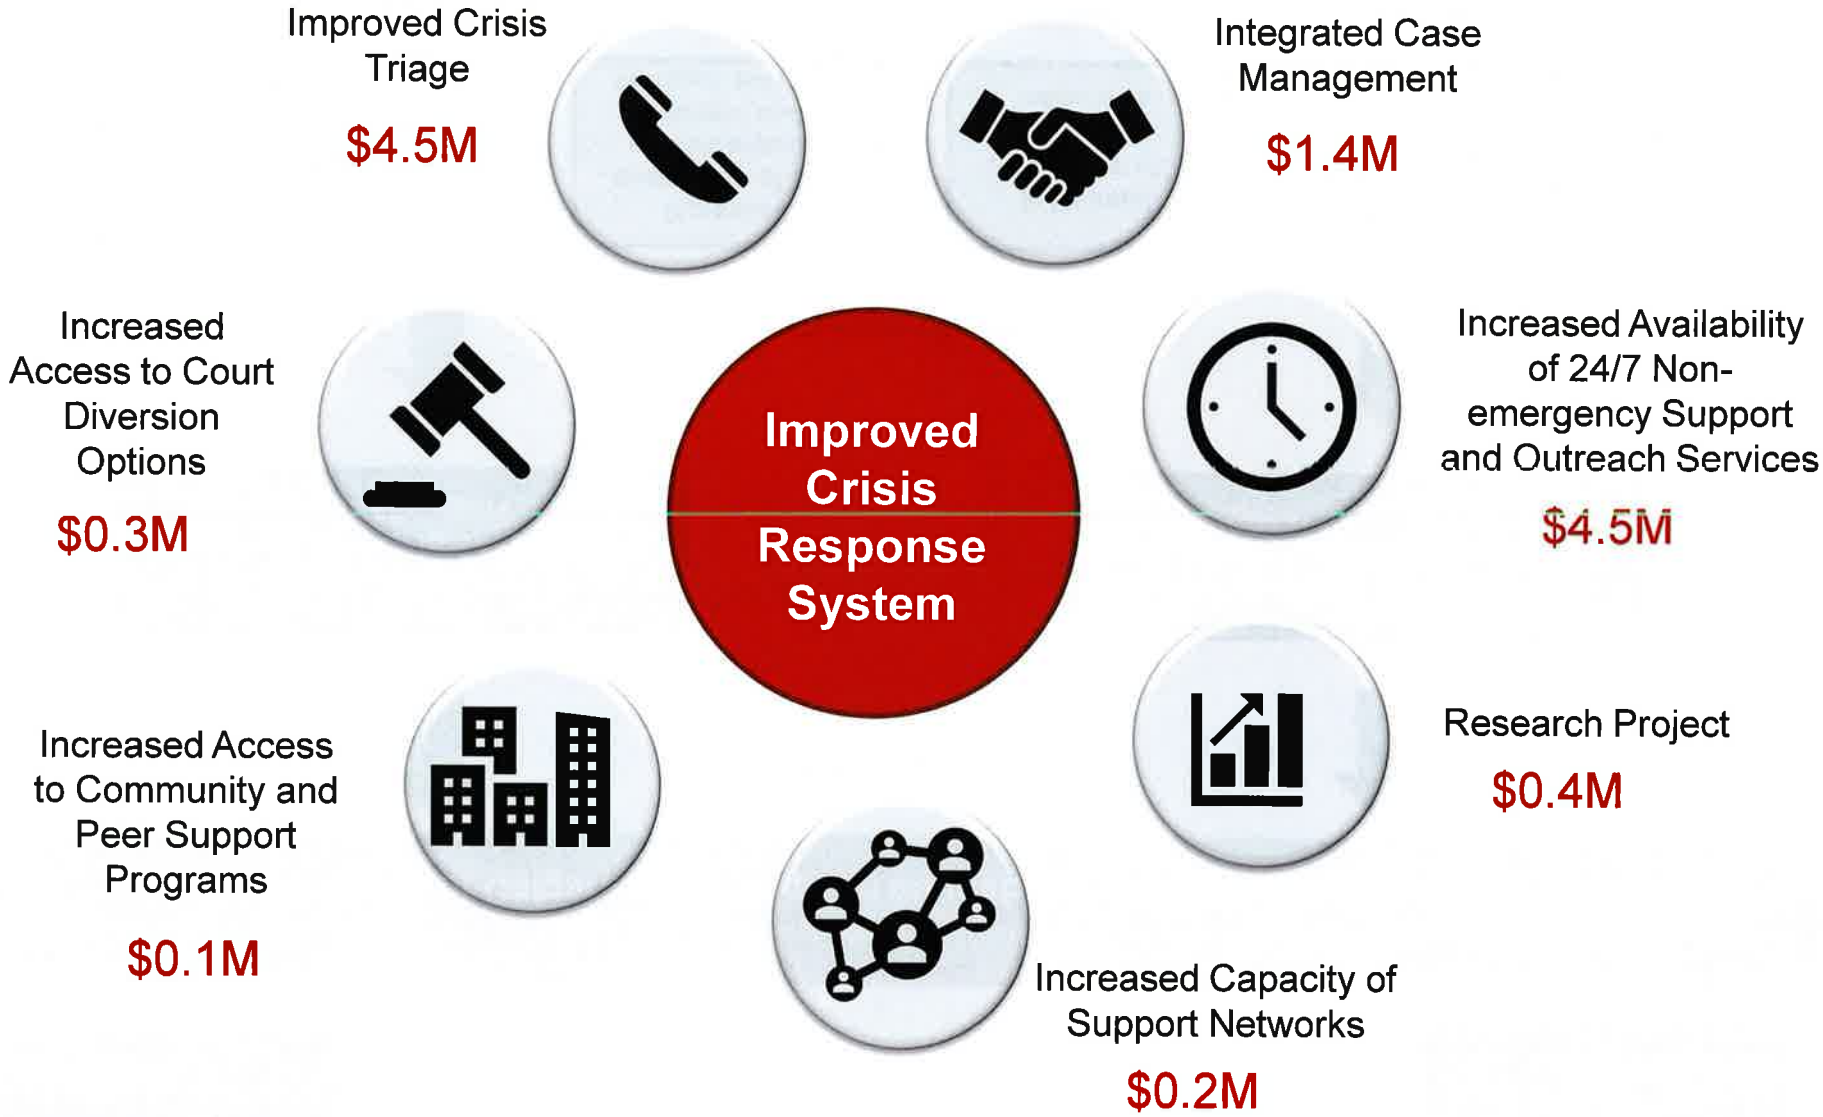 Improved Crisis
Triage
$4.5M
Integrated Case
Management
$1.4M
Increased
Access to Court
Diversion
Options
$0.3M
Improved
Crisis
Response
System
Increased Availability
of 24/7 Non-
emergency Support
and Outreach Services
$4.5M
Increased Access
to Community and
Peer Support
Programs
$0.1M
Research Project
$0.4M
Increased Capacity of
Support Networks
$0.2M